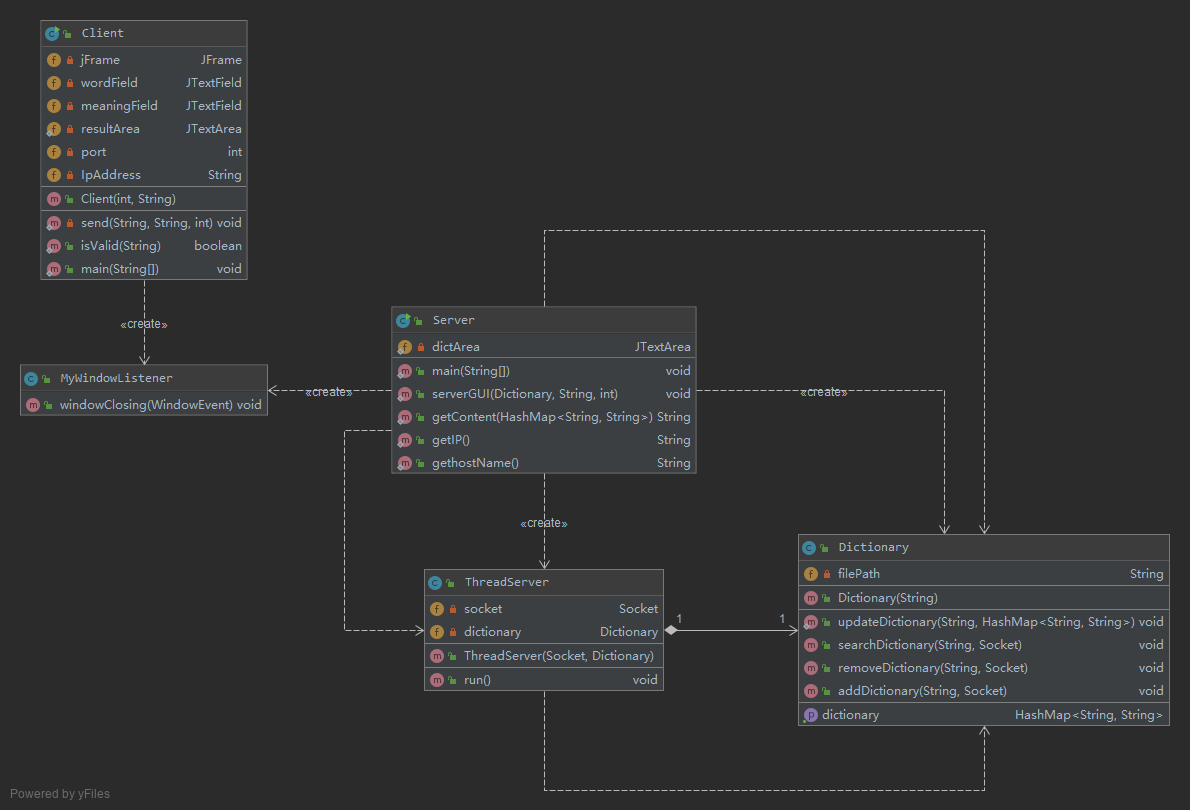 Client
jFrame JFrame
wordField JTextField
meaningField JTextField
resultArea JTextArea
port int
IpAddress String
Client(int, String)
send(String, String, int) void
isValid(String) boolean
main(String[]) void
«create»
MyWindowListener
windowClosing(WindowEvent) void
Server
dictArea JTextArea
main(String[]) void
serverGUI(Dictionary, String, int) void
getContent(HashMap<String, String>) String
getIP() String
gethostName() String
«create»
«create»
«create»
ThreadServer
socket Socket
dictionary Dictionary
ThreadServer(Socket, Dictionary)
run() void
1 1
Dictionary
filePath String
Dictionary(String)
updateDictionary(String, HashMap<String, String>) void
searchDictionary(String, Socket) void
removeDictionary(String, Socket) void
addDictionary(String, Socket) void
dictionary HashMap<String, String>
Powered by yFiles